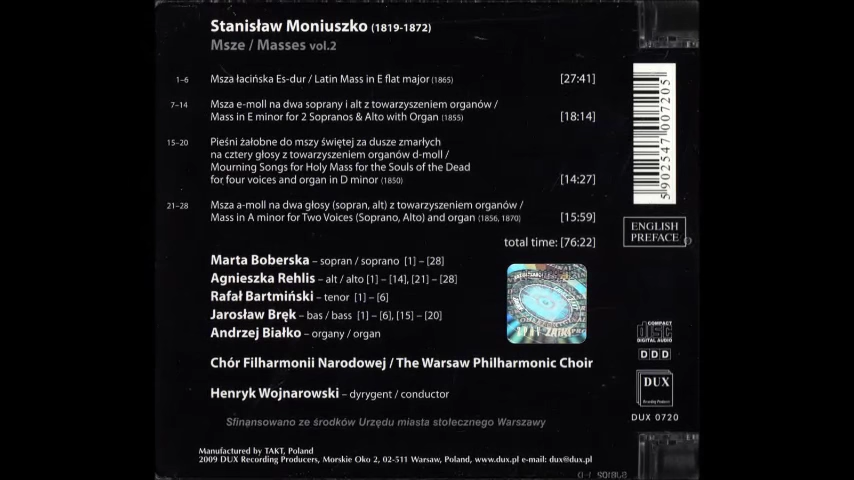 Stanisław Moniuszko (1819-1872)
Msze / Masses vol.2
1–6 Msza łacińska Es-dur / Latin Mass in E flat major (1865) [27:41]
7–14 Msza e-moll na dwa soprany i alt z towarzyszeniem organów /
Mass in E minor for 2 Sopranos & Alto with Organ (1855) [18:14]
15–20 Pieśni żałobne do mszy świętej za dusze zmarłych
na cztery głosy z towarzyszeniem organów d-moll /
Mourning Songs for Holy Mass for the Souls of the Dead
for four voices and organ in D minor (1850) [14:27]
21–28 Msza a-moll na dwa głosy (sopran, alt) z towarzyszeniem organów /
Mass in A minor for Two Voices (Soprano, Alto) and organ (1856, 1870) [15:59]
total time: [76:22]
Marta Boberska – sopran / soprano [1] – [28]
Agnieszka Rehlis – alt / alto [1] – [14], [21] – [28]
Rafał Bartmiński – tenor [1] – [6]
Jarosław Bręk – bas / bass [1] – [6], [15] – [20]
Andrzej Białko – organy / organ
Chór Filharmonii Narodowej / The Warsaw Philharmonic Choir
Henryk Wojnarowski – dyrygent / conductor
Sfinansowano ze środków Urzędu miasta stołecznego Warszawy
Manufactured by TAKT, Poland
2009 DUX Recording Producers, Morskie Oko 2, 02-511 Warsaw, Poland, www.dux.pl e-mail: dux@dux.pl
5902547007205
ENGLISH
PREFACE
COMPACT
disc
DIGITAL AUDIO
DDD
DUX
Recording Producers
DUX 0720